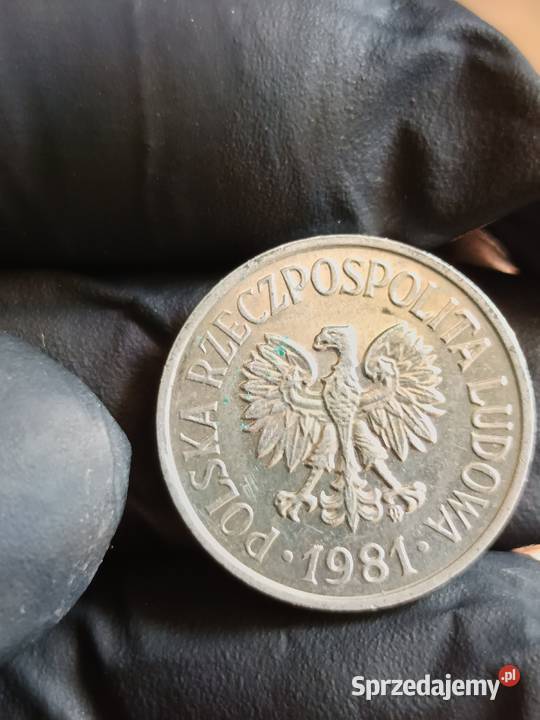 POLSKA RZECZPOSPOLITA LUDOWA
· 1981 ·
Sprzedajemy.pl